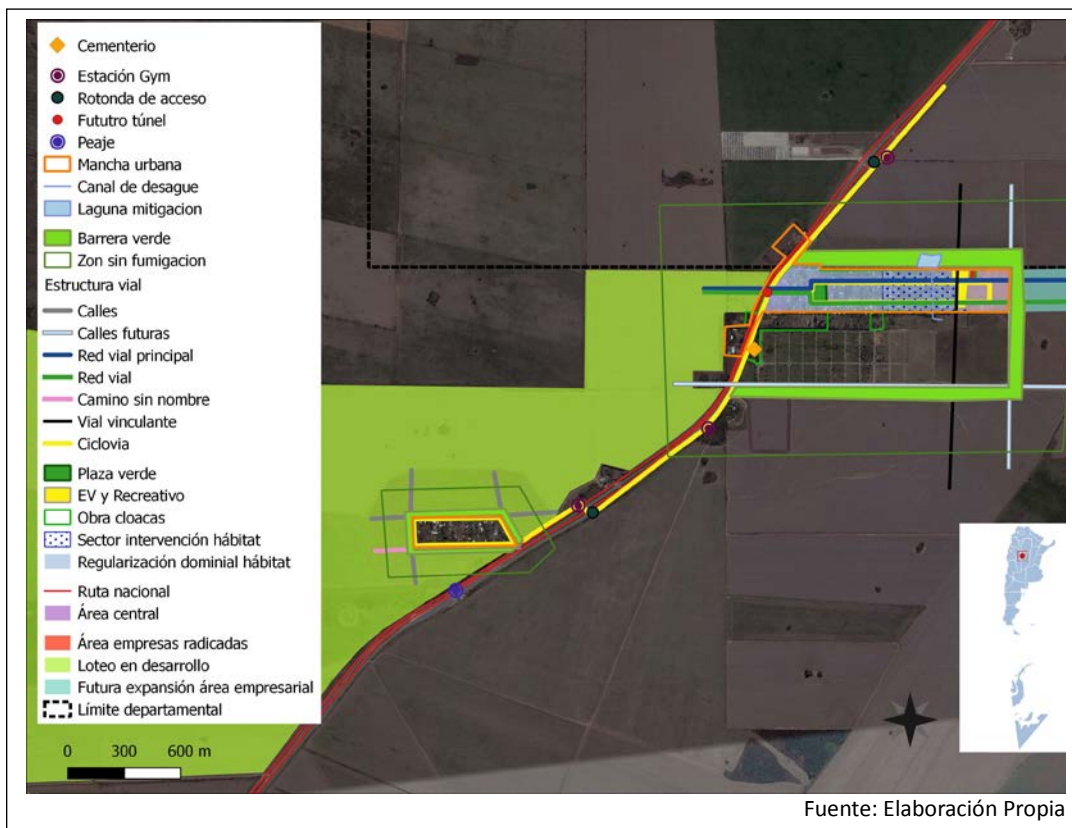 Cementerio
Estación Gym
Rotonda de acceso
Fututro túnel
Peaje
Mancha urbana
Canal de desague
Laguna mitigacion
Barrera verde
Zon sin fumigacion
Estructura vial
Calles
Calles futuras
Red vial principal
Red vial
Camino sin nombre
Vial vinculante
Ciclovia
Plaza verde
EV y Recreativo
Obra cloacas
Sector intervención hábitat
Regularización dominial hábitat
Ruta nacional
Área central
Área empresas radicadas
Loteo en desarrollo
Futura expansión área empresarial
Límite departamental
0 300 600 m
Fuente: Elaboración Propia